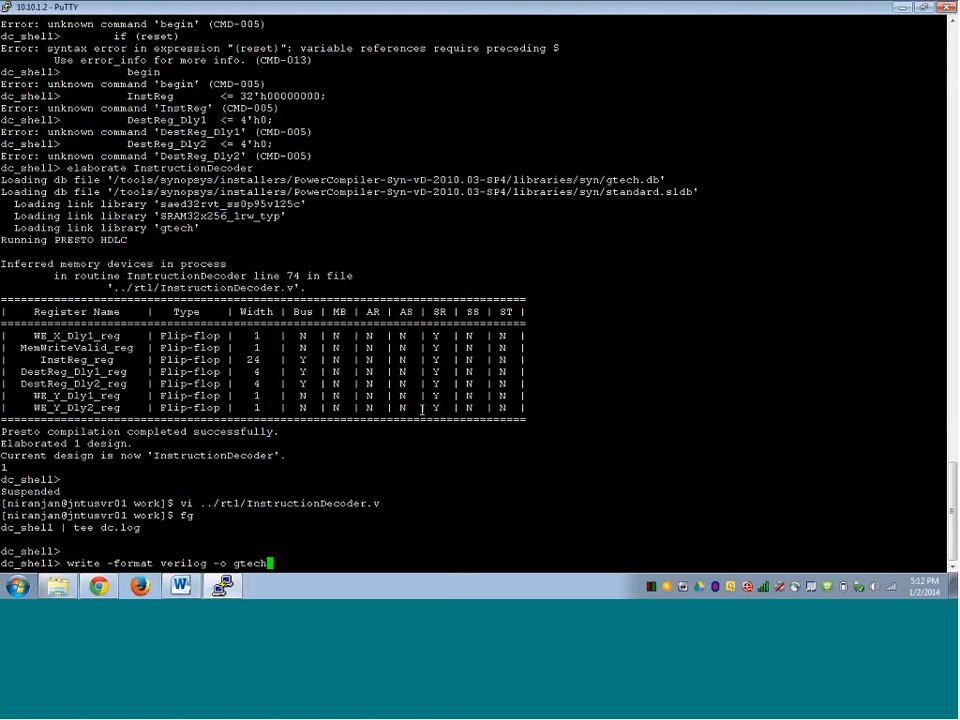 10.10.1.2 - PuTTY
Error: unknown command 'begin' (CMD-005)
dc_shell> if (reset)
Error: syntax error in expression "(reset)": variable references require preceding $
Use error_info for more info. (CMD-013)
dc_shell> begin
Error: unknown command 'begin' (CMD-005)
dc_shell> InstReg <= 32'h00000000;
Error: unknown command 'InstReg' (CMD-005)
dc_shell> DestReg_Dly1 <= 4'h0;
Error: unknown command 'DestReg_Dly1' (CMD-005)
dc_shell> DestReg_Dly2 <= 4'h0;
Error: unknown command 'DestReg_Dly2' (CMD-005)
dc_shell> elaborate InstructionDecoder
Loading db file '/tools/synopsys/installers/PowerCompiler-Syn-vD-2010.03-SP4/libraries/syn/gtech.db'
Loading db file '/tools/synopsys/installers/PowerCompiler-Syn-vD-2010.03-SP4/libraries/syn/standard.sldb'
Loading link library 'saed32rvt_ss0p95v125c'
Loading link library 'SRAM32x256_1rw_typ'
Loading link library 'gtech'
Running PRESTO HDLC
Inferred memory devices in process
in routine InstructionDecoder line 74 in file
'../rtl/InstructionDecoder.v'.
===============================================================================
| Register Name | Type | Width | Bus | MB | AR | AS | SR | SS | ST |
===============================================================================
| WE_X_Dly1_reg | Flip-flop | 1 | N | N | N | N | Y | N | N |
| MemWriteValid_reg | Flip-flop | 1 | N | N | N | N | Y | N | N |
| InstReg_reg | Flip-flop | 24 | Y | N | N | N | Y | N | N |
| DestReg_Dly1_reg | Flip-flop | 4 | Y | N | N | N | Y | N | N |
| DestReg_Dly2_reg | Flip-flop | 4 | Y | N | N | N | Y | N | N |
| WE_Y_Dly1_reg | Flip-flop | 1 | N | N | N | N | Y | N | N |
| WE_Y_Dly2_reg | Flip-flop | 1 | N | N | N | N | Y | N | N |
===============================================================================
Presto compilation completed successfully.
Elaborated 1 design.
Current design is now 'InstructionDecoder'.
1
dc_shell>
Suspended
[niranjan@jntusvr01 work]$ vi ../rtl/InstructionDecoder.v
[niranjan@jntusvr01 work]$ fg
dc_shell | tee dc.log
dc_shell>
dc_shell> write -format verilog -o gtech
5:12 PM
1/2/2014